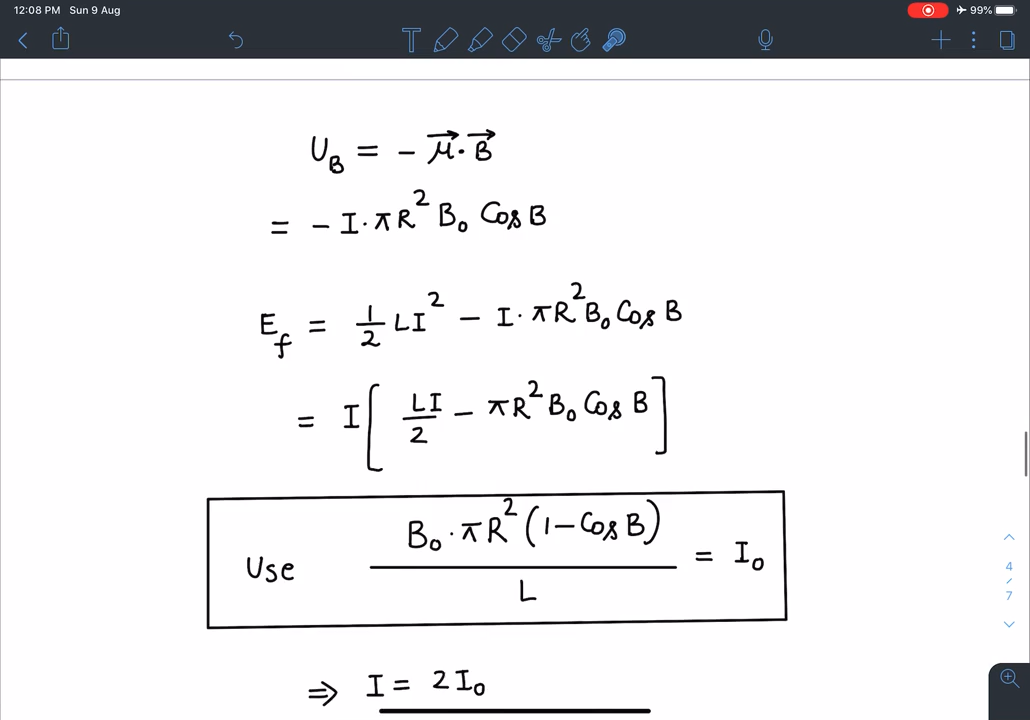 12:08 PM Sun 9 Aug 99%
U_B = - μ⃗ · B⃗
= - I · πR² B₀ Cos B
E_f = 1/2 LI² - I · πR² B₀ Cos B
= I [ LI/2 - πR² B₀ Cos B ]
Use B₀ · πR² (1 - Cos B) / L = I₀
⇒ I = 2I₀
4
/
7